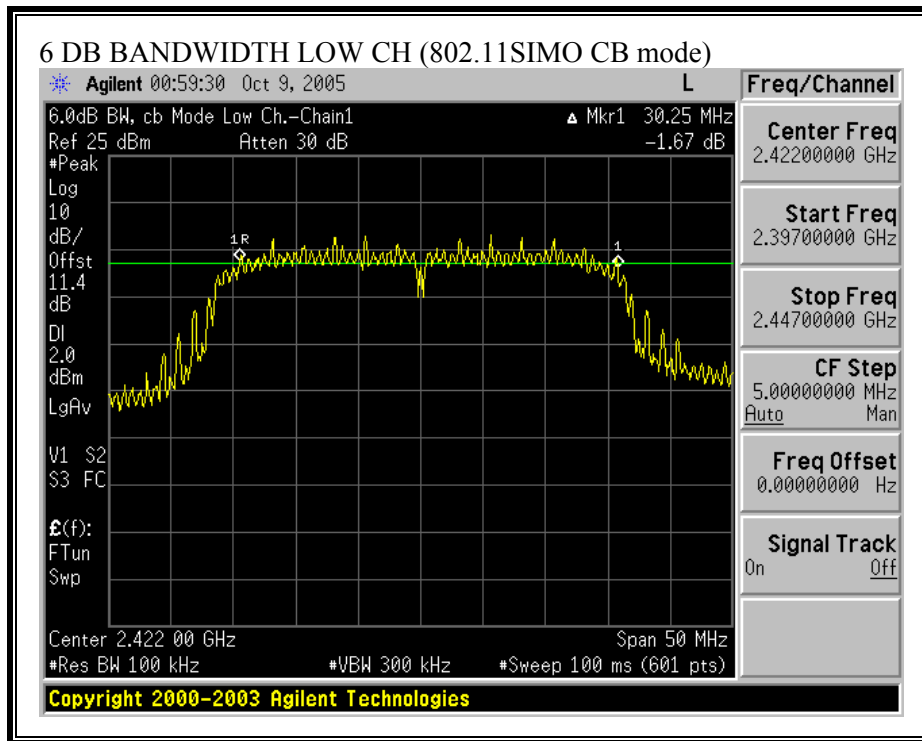 6 DB BANDWIDTH LOW CH (802.11SIMO CB mode)
Agilent 00:59:30 Oct 9, 2005 L
6.0dB BW, cb Mode Low Ch.-Chain1
Δ Mkr1 30.25 MHz
Ref 25 dBm Atten 30 dB -1.67 dB
#Peak
Log
10
dB/
Offst
11.4
dB
DI
2.0
dBm
LgAv
V1 S2
S3 FC
£(f):
FTun
Swp
1R
1
Center 2.422 00 GHz Span 50 MHz
#Res BW 100 kHz #VBW 300 kHz #Sweep 100 ms (601 pts)
Freq/Channel
Center Freq
2.42200000 GHz
Start Freq
2.39700000 GHz
Stop Freq
2.44700000 GHz
CF Step
5.00000000 MHz
Auto Man
Freq Offset
0.00000000 Hz
Signal Track
On Off
Copyright 2000-2003 Agilent Technologies